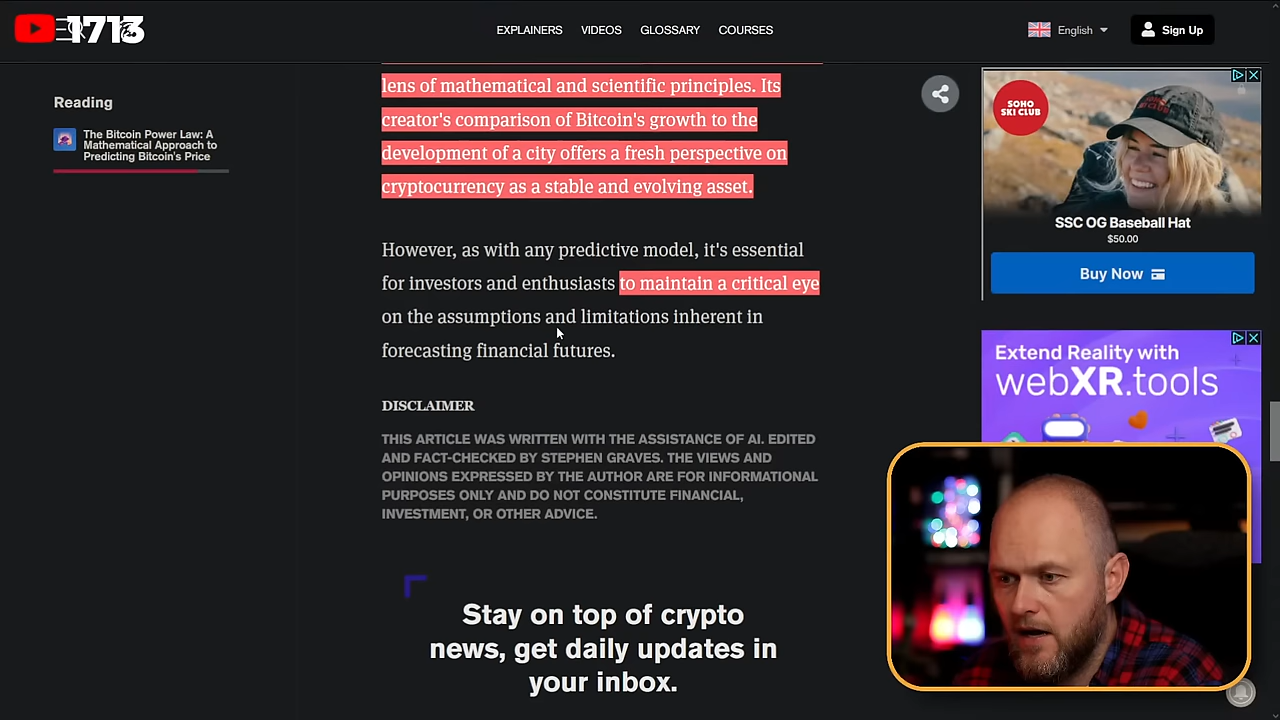 1713
EXPLAINERS VIDEOS GLOSSARY COURSES
English
Sign Up
Reading
The Bitcoin Power Law: A
Mathematical Approach to
Predicting Bitcoin's Price
lens of mathematical and scientific principles. Its
creator's comparison of Bitcoin's growth to the
development of a city offers a fresh perspective on
cryptocurrency as a stable and evolving asset.
However, as with any predictive model, it's essential
for investors and enthusiasts to maintain a critical eye
on the assumptions and limitations inherent in
forecasting financial futures.
DISCLAIMER
THIS ARTICLE WAS WRITTEN WITH THE ASSISTANCE OF AI. EDITED
AND FACT-CHECKED BY STEPHEN GRAVES. THE VIEWS AND
OPINIONS EXPRESSED BY THE AUTHOR ARE FOR INFORMATIONAL
PURPOSES ONLY AND DO NOT CONSTITUTE FINANCIAL,
INVESTMENT, OR OTHER ADVICE.
Stay on top of crypto
news, get daily updates in
your inbox.
SOHO
SKI CLUB
SSC OG Baseball Hat
$50.00
Buy Now
Extend Reality with
webXR.tools